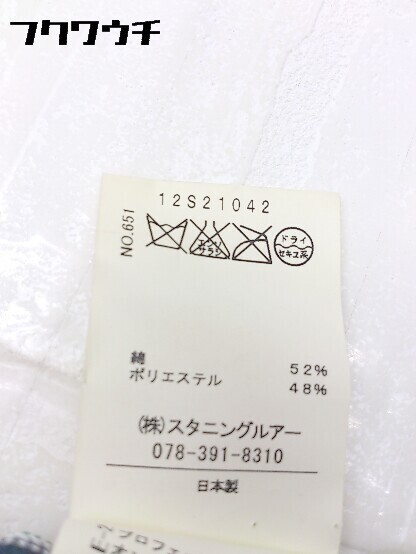 フクワウチ
12S21042
NO.651
エンソ
サラシ
ドライ
セキユ系
綿 52%
ポリエステル 48%
(株)スタニングルアー
078-391-8310
日本製